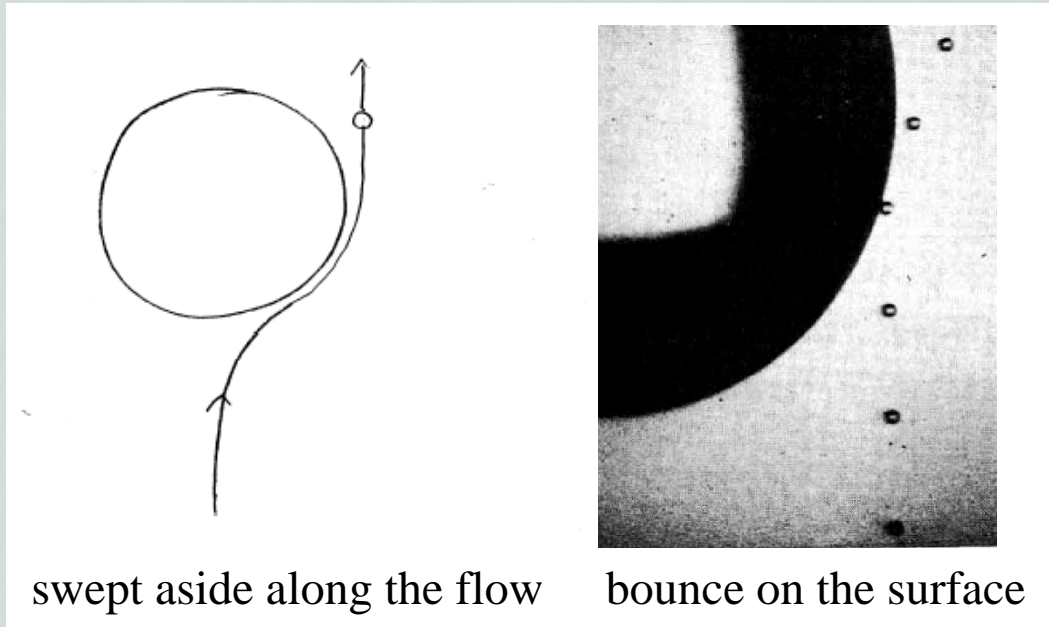 swept aside along the flow
bounce on the surface